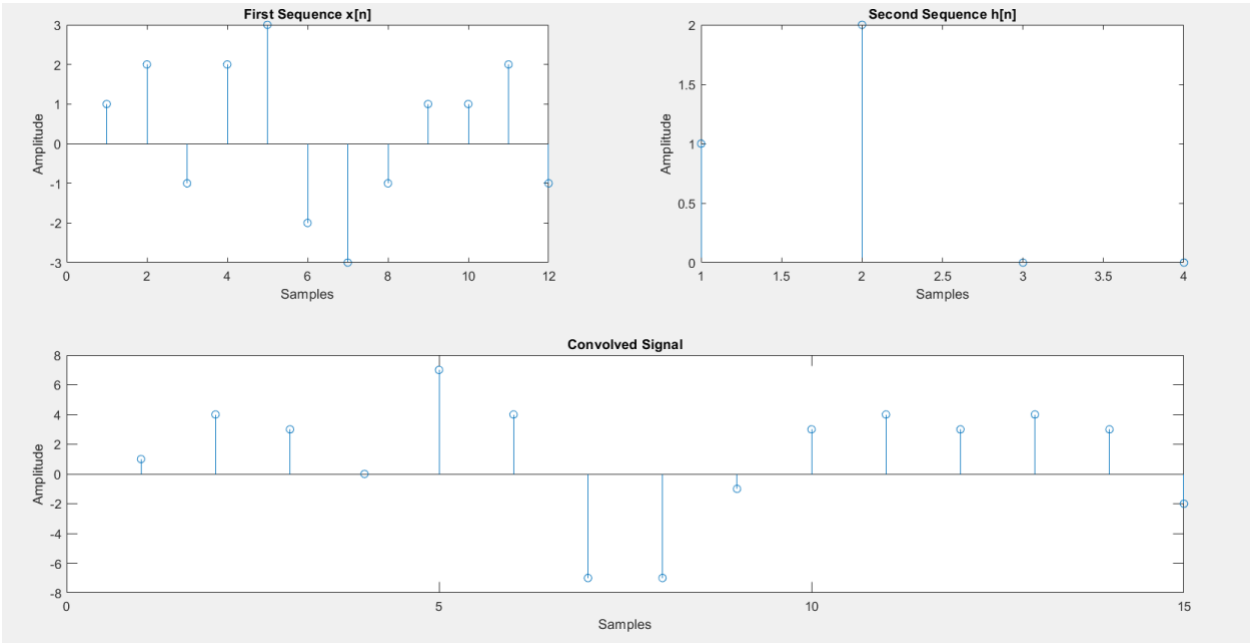 First Sequence x[n]
3
2
1
0
-1
-2
-3
Amplitude
0 2 4 6 8 10 12
Samples
Second Sequence h[n]
2
1.5
1
0.5
0
Amplitude
1 1.5 2 2.5 3 3.5 4
Samples
Convolved Signal
8
6
4
2
0
-2
-4
-6
-8
Amplitude
0 5 10 15
Samples